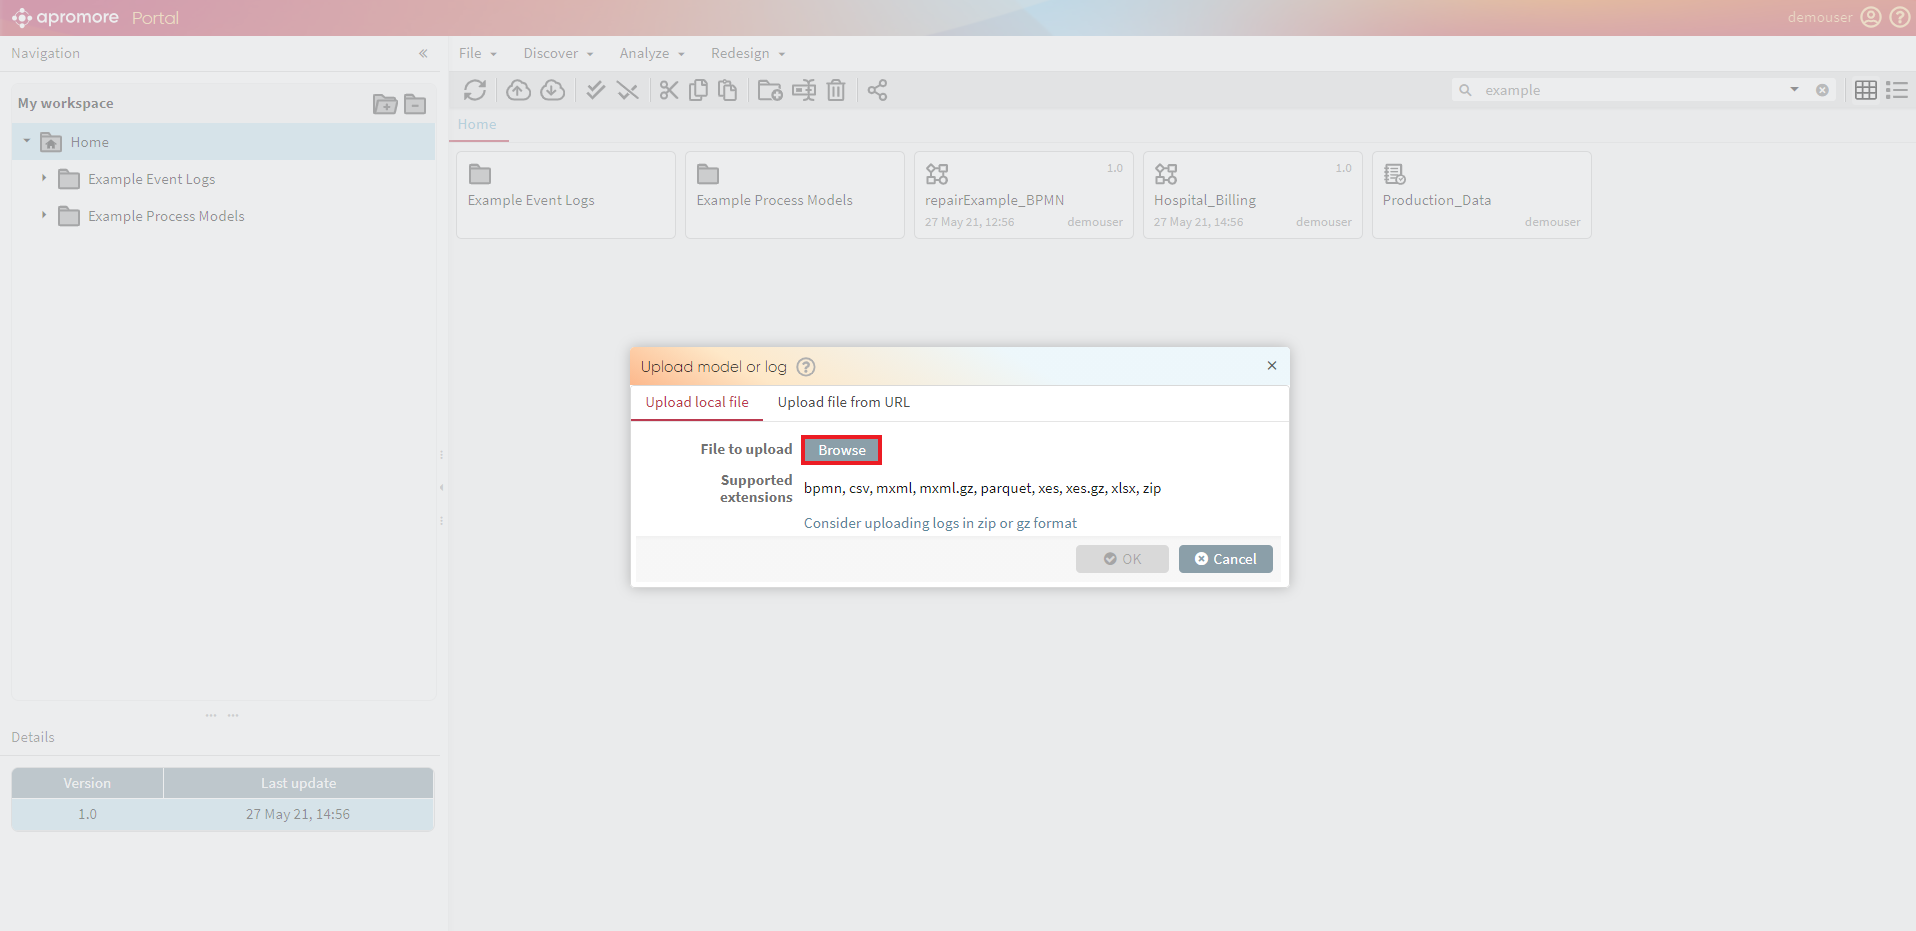 apromore Portal
demouser
Navigation
File
Discover
Analyze
Redesign
My workspace
example
Home
Home
Example Event Logs
Example Process Models
Example Event Logs
Example Process Models
1.0
repairExample_BPMN
27 May 21, 12:56 demouser
1.0
Hospital_Billing
27 May 21, 14:56 demouser
Production_Data
demouser
Upload model or log ?
Upload local file
Upload file from URL
File to upload Browse
Supported
extensions
bpmn, csv, mxml, mxml.gz, parquet, xes, xes.gz, xlsx, zip
Consider uploading logs in zip or gz format
OK
Cancel
Details
Version Last update
1.0 27 May 21, 14:56